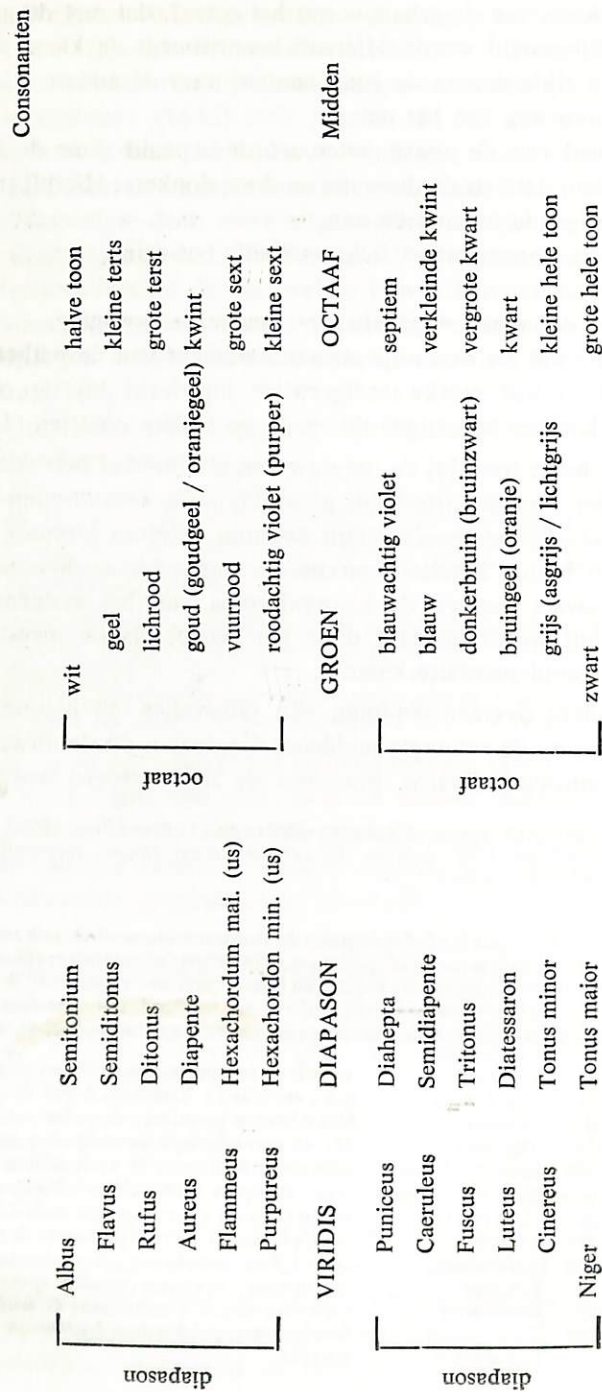 Consonanten
diapason
Albus Semitonium
Flavus Semiditonus
Rufus Ditonus
Aureus Diapente
Flammeus Hexachordum mai. (us)
Purpureus Hexachordon min. (us)
octaaf
wit halve toon
geel kleine terts
lichrood grote terst
goud (goudgeel / oranjegeel) kwint
vuurood grote sext
roodachtig violet (purper) kleine sext
VIRIDIS DIAPASON GROEN OCTAAF Midden
diapason
Puniceus Diahepta
Caeruleus Semidiapente
Fuscus Tritonus
Luteus Diatessaron
Cinereus Tonus minor
Niger Tonus maior
octaaf
blauwachtig violet septiem
blauw verkleinde kwint
donkerbruin (bruinzwart) vergrote kwart
bruingeel (oranje) kwart
grijs (asgrijs / lichtgrijs kleine hele toon
zwart grote hele toon